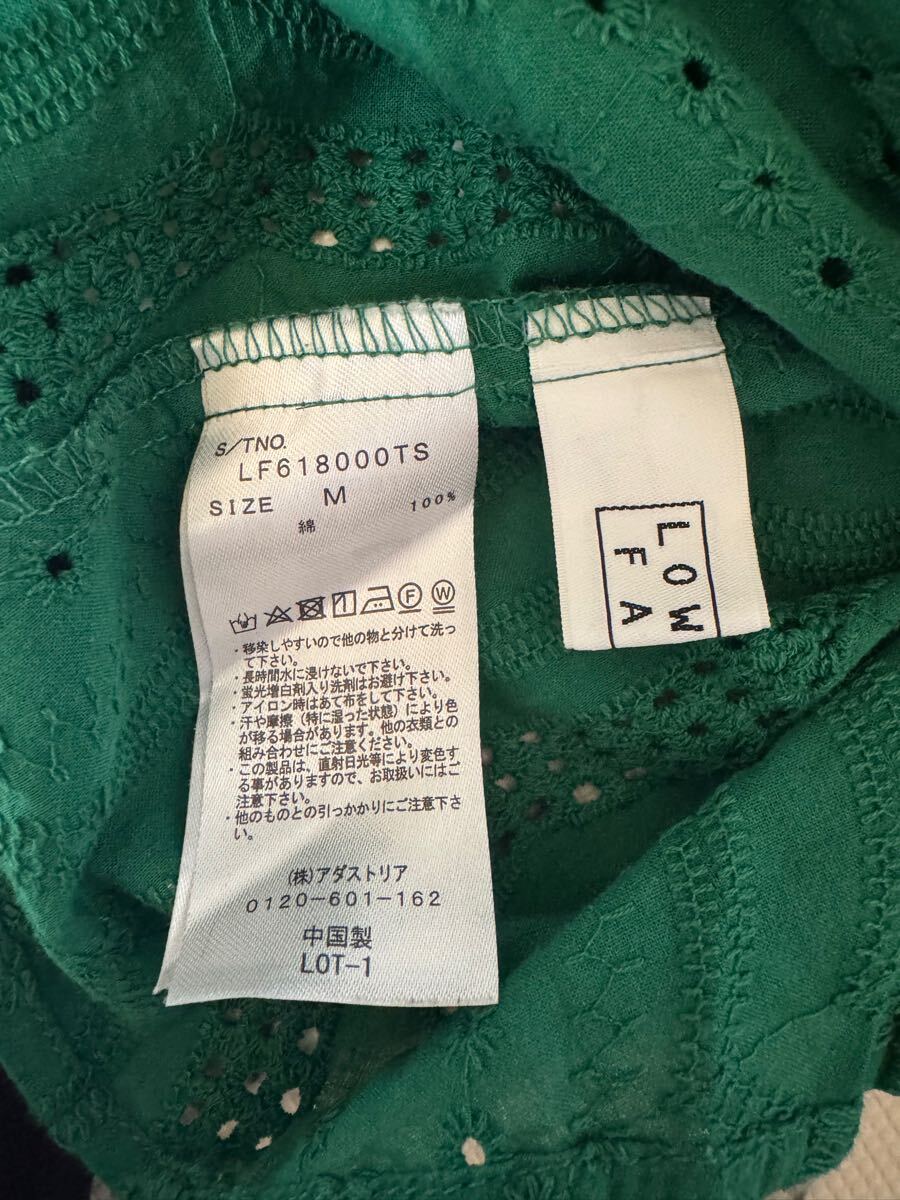 S/TNO.
LF618000TS
SIZE M
綿 100%
・移染しやすいので他の物と分けて洗っ
て下さい。
・長時間水に浸けないで下さい。
・蛍光増白剤入り洗剤はお避け下さい。
・アイロン時はあて布をして下さい。
・汗や摩擦（特に湿った状態）により色
が移る場合があります。他の衣類との
組み合わせにご注意ください。
・この製品は、直射日光等により変色す
る事がありますので、お取扱いにはご
注意下さい。
・他のものとの引っかかりにご注意下さ
い。
(株)アダストリア
0120-601-162
中国製
LOT-1
LOW
FA